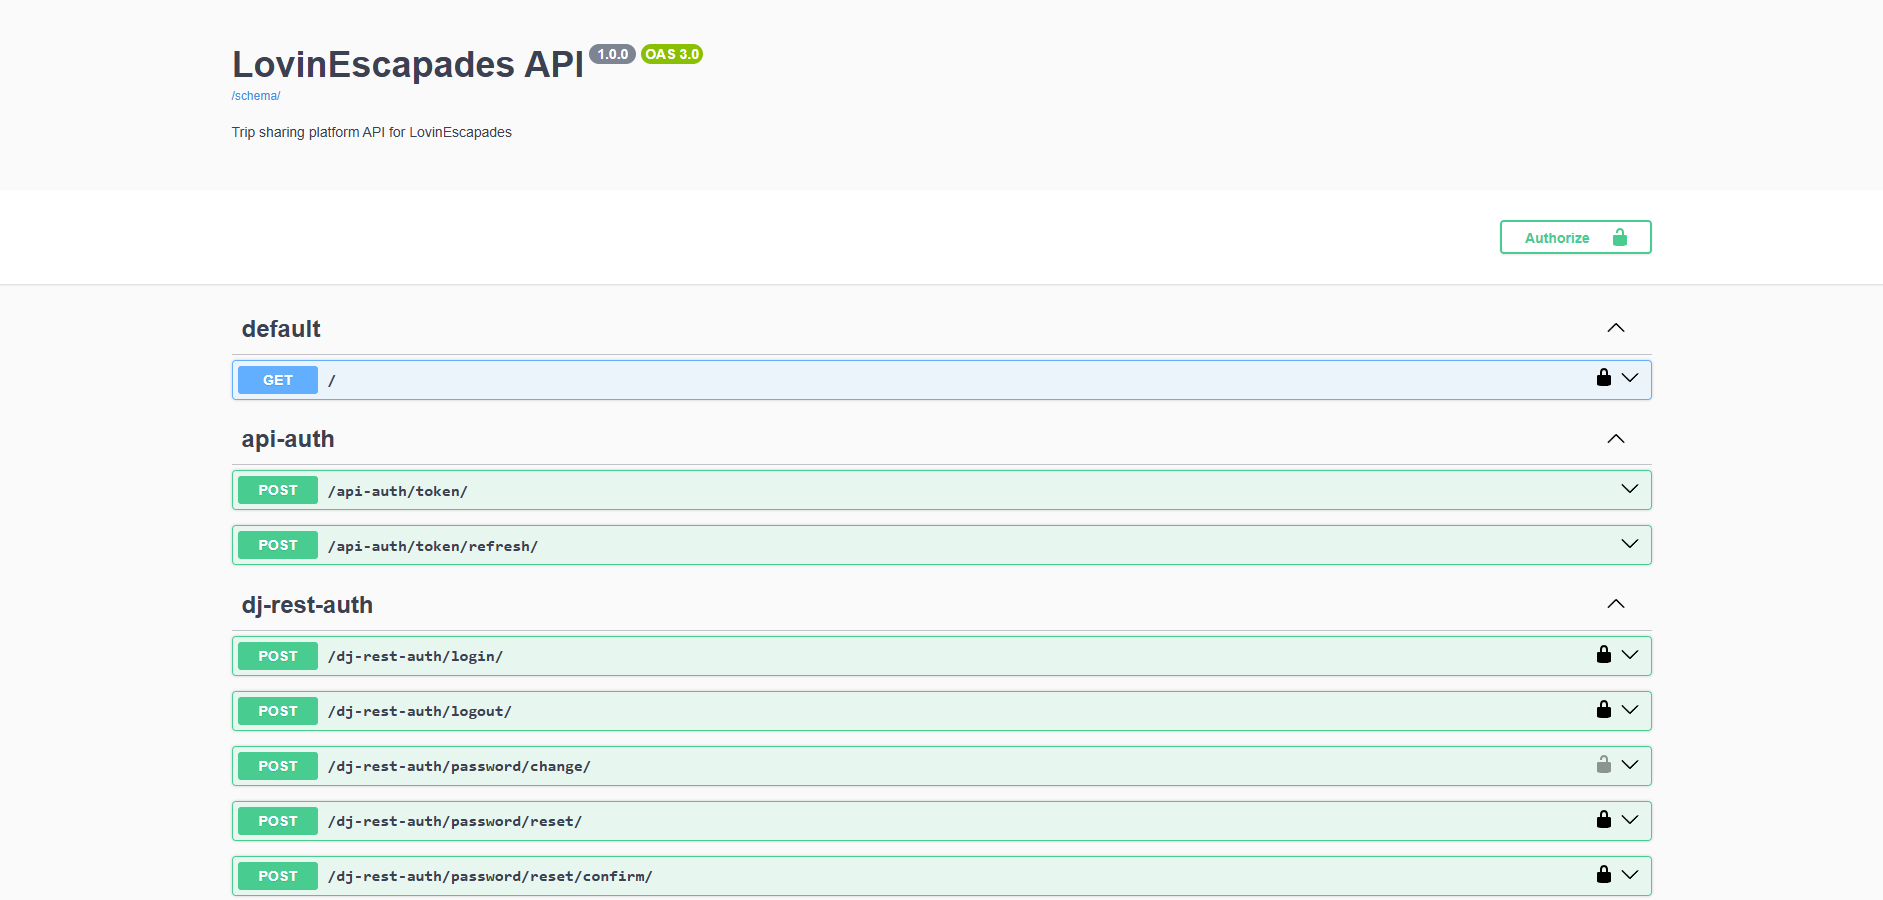 LovinEscapades API 1.0.0 OAS 3.0
/schema/
Trip sharing platform API for LovinEscapades
Authorize
default
GET /
api-auth
POST /api-auth/token/
POST /api-auth/token/refresh/
dj-rest-auth
POST /dj-rest-auth/login/
POST /dj-rest-auth/logout/
POST /dj-rest-auth/password/change/
POST /dj-rest-auth/password/reset/
POST /dj-rest-auth/password/reset/confirm/